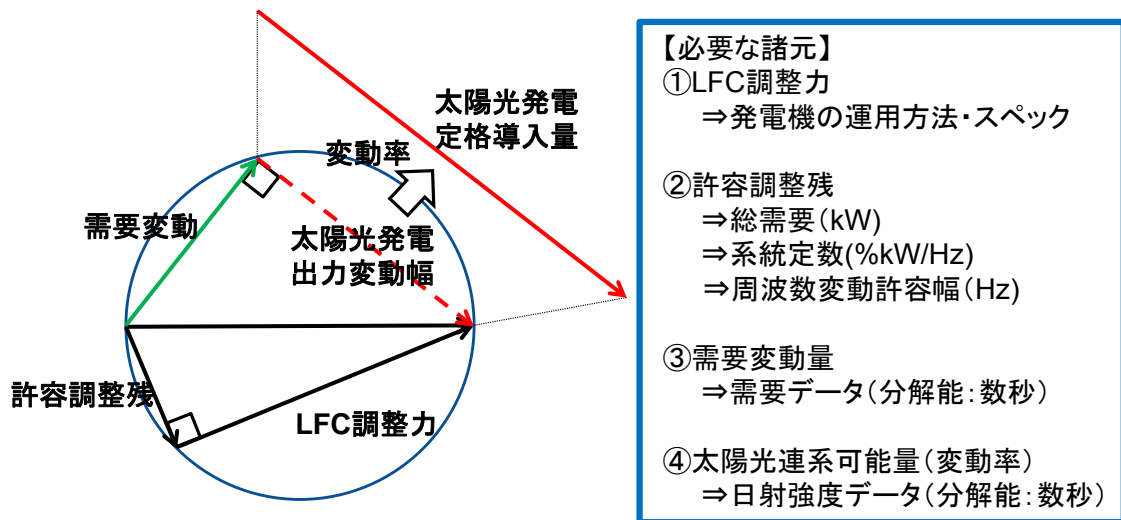 太陽光発電
定格導入量
変動率
需要変動
太陽光発電
出力変動幅
許容調整残
LFC調整力
【必要な諸元】
①LFC調整力
⇒発電機の運用方法・スペック
②許容調整残
⇒総需要(kW)
⇒系統定数(%kW/Hz)
⇒周波数変動許容幅(Hz)
③需要変動量
⇒需要データ(分解能:数秒)
④太陽光連系可能量(変動率)
⇒日射強度データ(分解能:数秒)